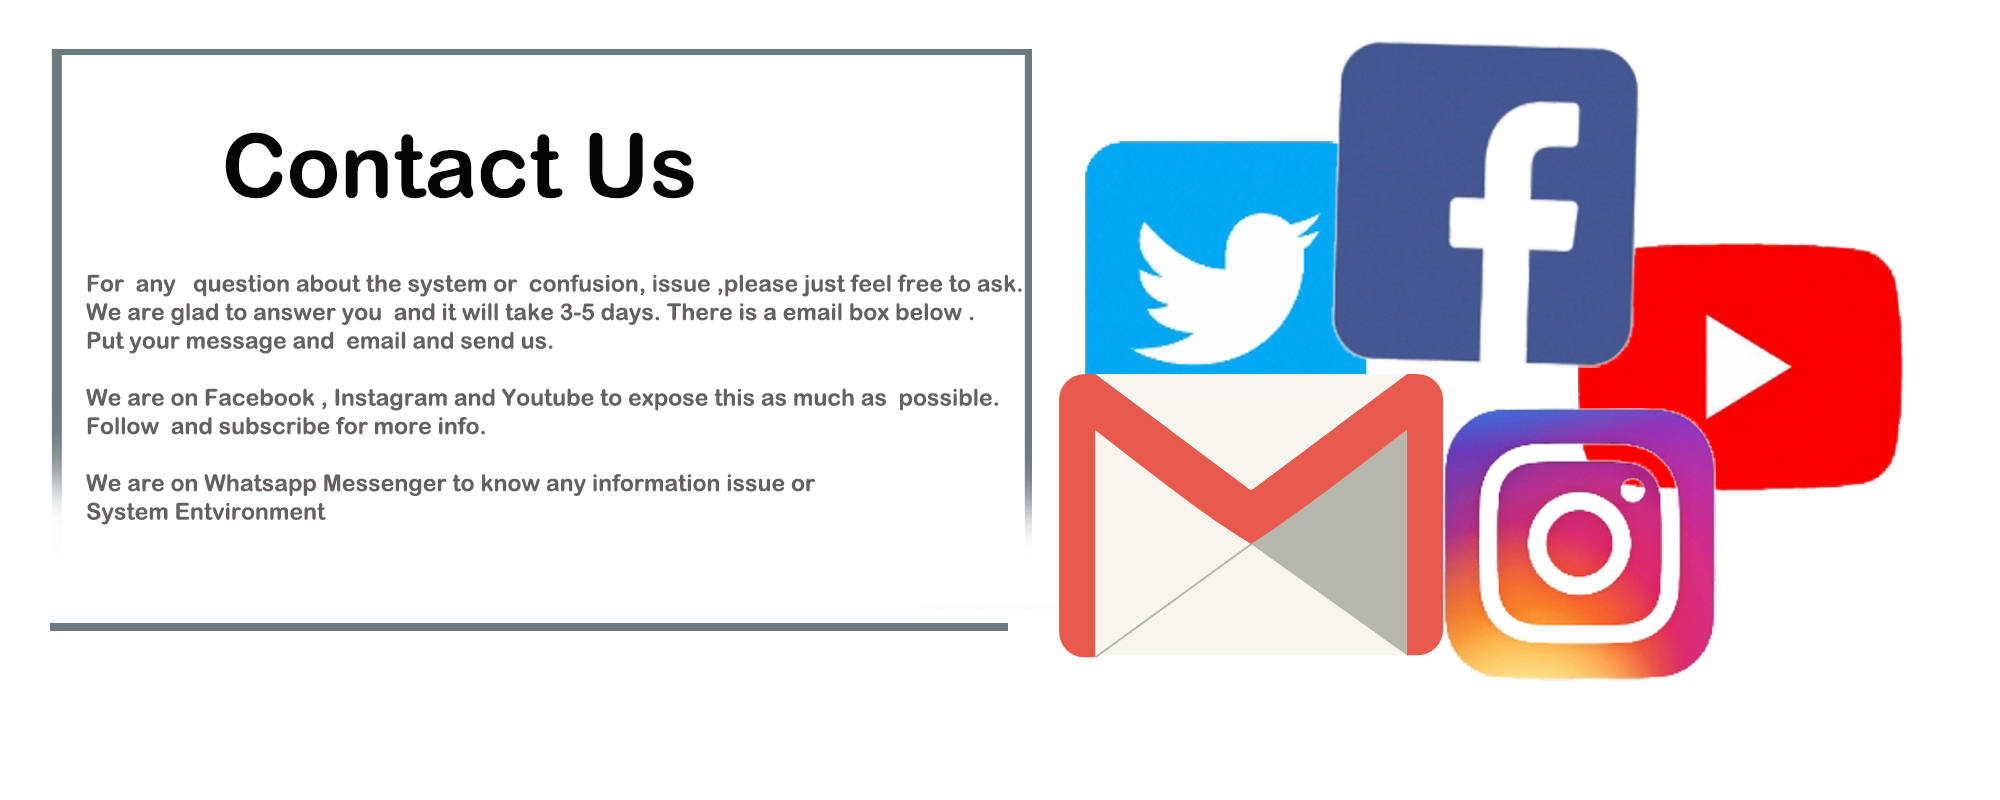 Contact Us
For any question about the system or confusion, issue ,please just feel free to ask.
We are glad to answer you and it will take 3-5 days. There is a email box below .
Put your message and email and send us.
We are on Facebook , Instagram and Youtube to expose this as much as possible.
Follow and subscribe for more info.
We are on Whatsapp Messenger to know any information issue or
System Entvironment